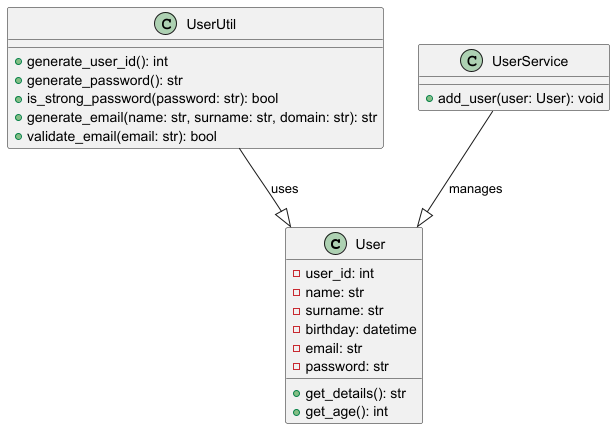 C UserUtil
generate_user_id(): int
generate_password(): str
is_strong_password(password: str): bool
generate_email(name: str, surname: str, domain: str): str
validate_email(email: str): bool
C UserService
add_user(user: User): void
uses
manages
C User
user_id: int
name: str
surname: str
birthday: datetime
email: str
password: str
get_details(): str
get_age(): int